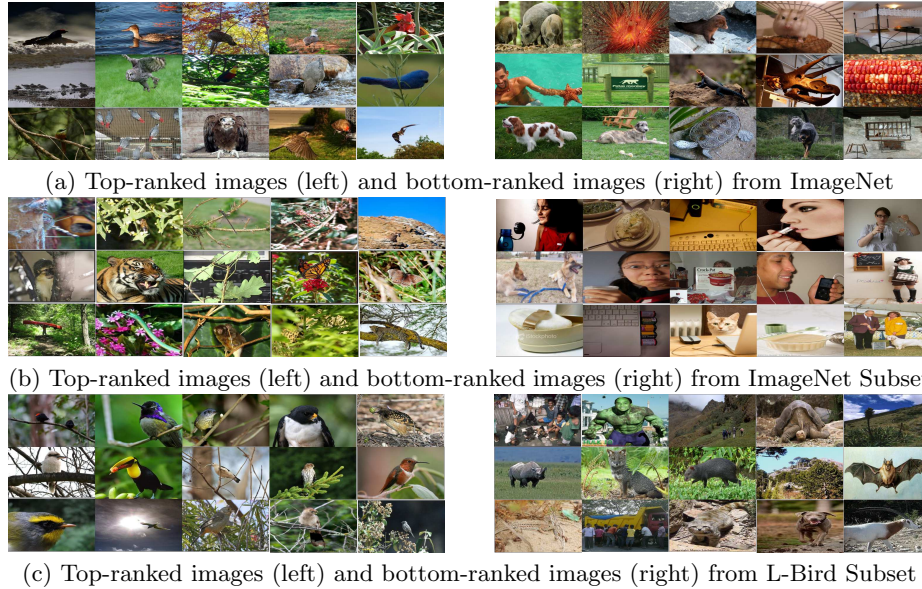 (a) Top-ranked images (left) and bottom-ranked images (right) from ImageNet
(b) Top-ranked images (left) and bottom-ranked images (right) from ImageNet Subset
(c) Top-ranked images (left) and bottom-ranked images (right) from L-Bird Subset